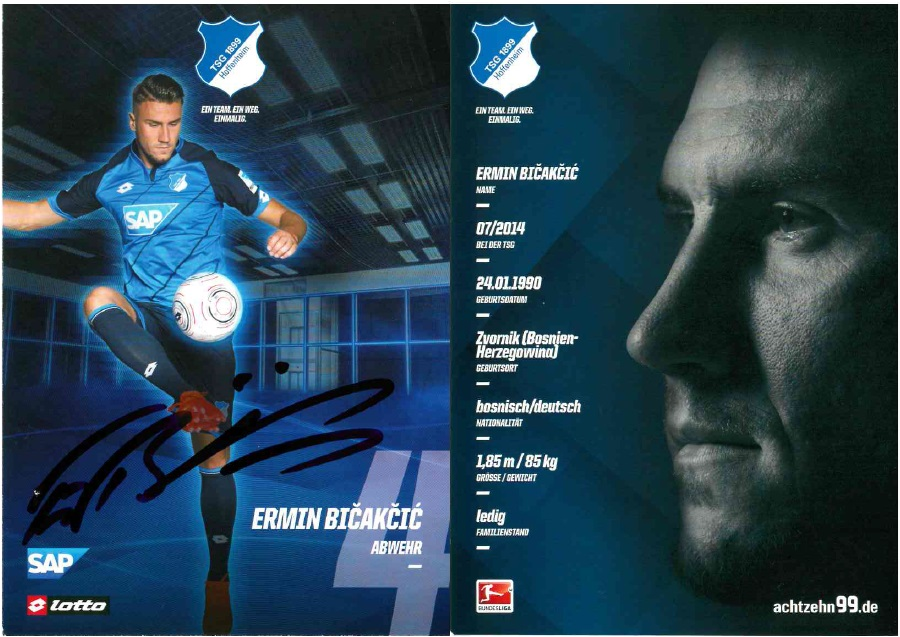 TSG 1899
Hoffenheim
EIN TEAM. EIN WEG.
EINMALIG.
SAP
4
ERMIN BIČAKČIĆ
ABWEHR
SAP
lotto
TSG 1899
Hoffenheim
EIN TEAM. EIN WEG.
EINMALIG.
ERMIN BIČAKČIĆ
NAME
07/2014
BEI DER TSG
24.01.1990
GEBURTSDATUM
Zvornik (Bosnien-
Herzegowina)
GEBURTSORT
bosnisch/deutsch
NATIONALITÄT
1,85 m / 85 kg
GRÖSSE / GEWICHT
ledig
FAMILIENSTAND
BUNDESLIGA
achtzehn99.de